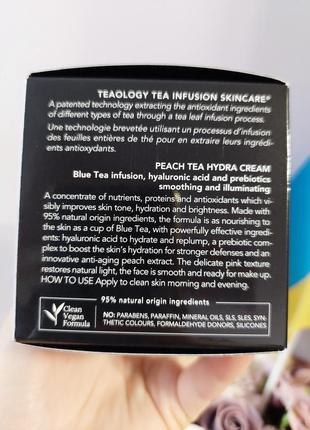 TEAOLOGY TEA INFUSION SKINCARE®
A patented technology extracting the antioxidant ingredients
of different types of tea through a tea leaf infusion process.
Une technologie brevetée utilisant un processus d'infusion
des feuilles entières de thé pour en extraire leurs ingrédi-
ents antioxydants.
PEACH TEA HYDRA CREAM
Blue Tea infusion, hyaluronic acid and prebiotics
smoothing and illuminating
A concentrate of nutrients, proteins and antioxidants which vi-
sibly improves skin tone, hydration and brightness. Made with
95% natural origin ingredients, the formula is as nourishing to
the skin as a cup of Blue Tea, with powerfully effective ingredi-
ents: hyaluronic to hydrate and replump, a prebiotic com-
plex to boost the skin's hydration for stronger defenses and an
innovative anti-aging peach extract. The delicate pink texture
restores natural light, the face is smooth and ready for make up.
HOW TO USE Apply to clean skin morning and evening.
Clean
Vegan
Formula
95% natural origin ingredients
NO: PARABENS, PARAFFIN, MINERAL OILS, SLS, SLES, SYN-
THETIC COLOURS, FORMALDEHYDE DONORS, SILICONES